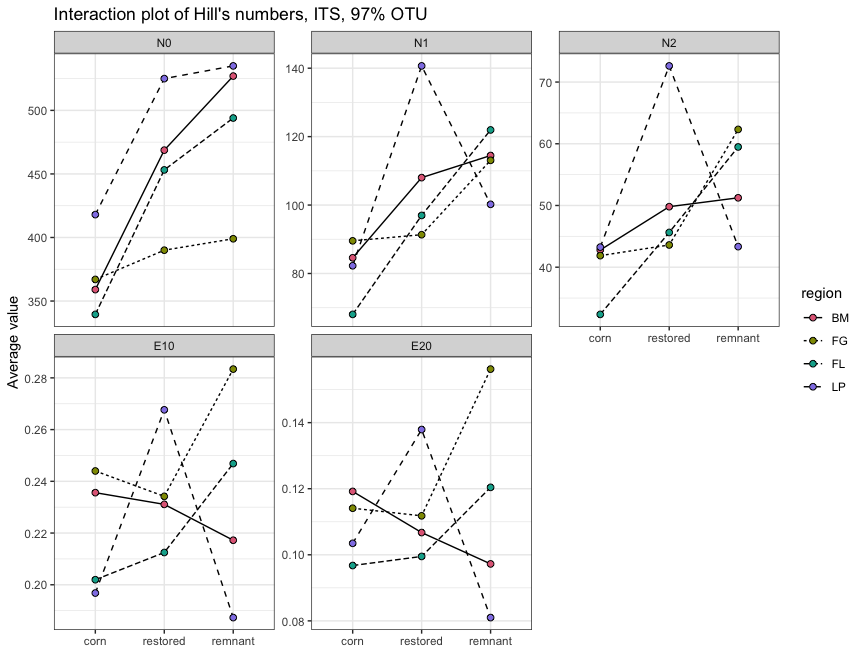 Interaction plot of Hill's numbers, ITS, 97% OTU
N0
N1
N2
500
450
400
350
140
120
100
80
70
60
50
40
corn restored remnant
Average value
region
BM
FG
FL
LP
E10
E20
0.28
0.26
0.24
0.22
0.20
0.14
0.12
0.10
0.08
corn restored remnant
corn restored remnant